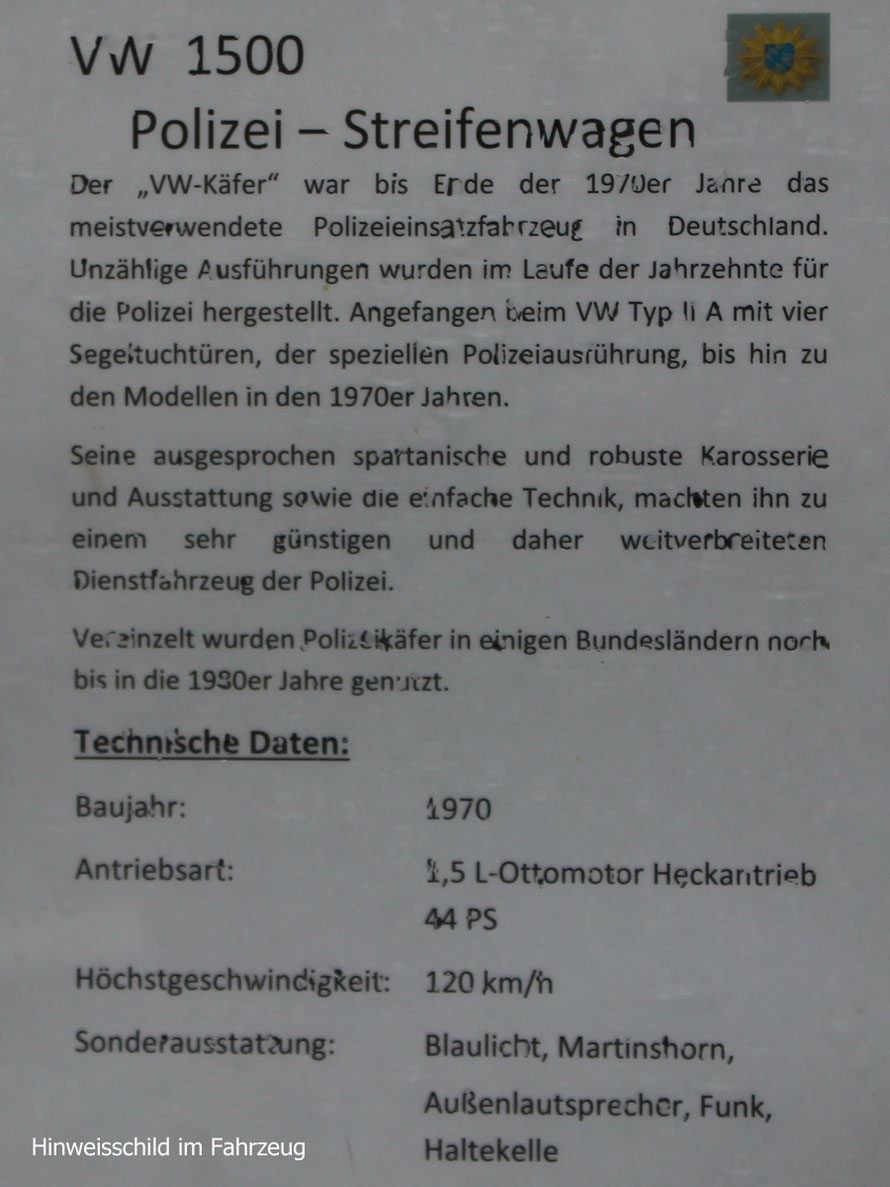 VW 1500
Polizei – Streifenwagen
Der „VW-Käfer“ war bis Ende der 1970er Jahre das
meistverwendete Polizeieinsatzfahrzeug in Deutschland.
Unzählige Ausführungen wurden im Laufe der Jahrzehnte für
die Polizei hergestellt. Angefangen beim VW Typ II A mit vier
Segeltuchtüren, der speziellen Polizeiausführung, bis hin zu
den Modellen in den 1970er Jahren.
Seine ausgesprochen spartanische und robuste Karosserie
und Ausstattung sowie die einfache Technik, machten ihn zu
einem sehr günstigen und daher weitverbreiteten
Dienstfahrzeug der Polizei.
Vereinzelt wurden Polizeikäfer in einigen Bundesländern noch
bis in die 1980er Jahre genutzt.
Technische Daten:
Baujahr: 1970
Antriebsart: 1,5 L-Ottomotor Heckantrieb
44 PS
Höchstgeschwindigkeit: 120 km/h
Sonderausstattung: Blaulicht, Martinshorn,
Außenlautsprecher, Funk,
Haltekelle
Hinweisschild im Fahrzeug